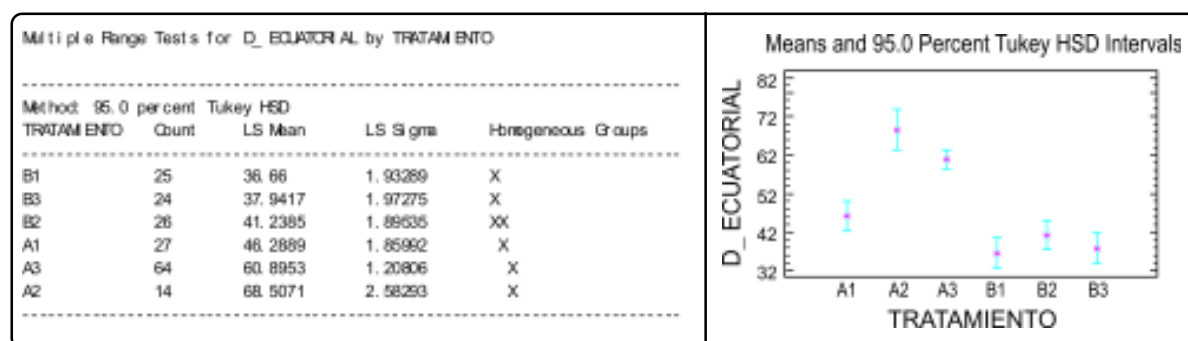 Multiple Range Tests for D_ECUATORIAL by TRATAMIENTO
--------------------------------------------------------------------------------
Method: 95.0 percent Tukey HSD
TRATAMIENTO Count LS Mean LS Sigma Homogeneous Groups
--------------------------------------------------------------------------------
B1 25 36.66 1.93289 X
B3 24 37.9417 1.97275 X
B2 26 41.2385 1.89535 XX
A1 27 46.2889 1.85992 X
A3 64 60.8953 1.20806 X
A2 14 68.5071 2.58293 X
--------------------------------------------------------------------------------
Means and 95.0 Percent Tukey HSD Intervals
D_ECUATORIAL
82
72
62
52
42
32
A1 A2 A3 B1 B2 B3
TRATAMIENTO